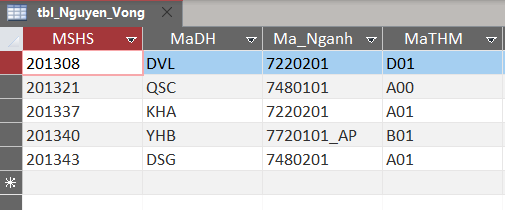 tbl_Nguyen_Vong
MSHS MaDH Ma_Nganh MaTHM
201308 DVL 7220201 D01
201321 QSC 7480101 A00
201337 KHA 7220201 A01
201340 YHB 7720101_AP B01
201343 DSG 7480201 A01